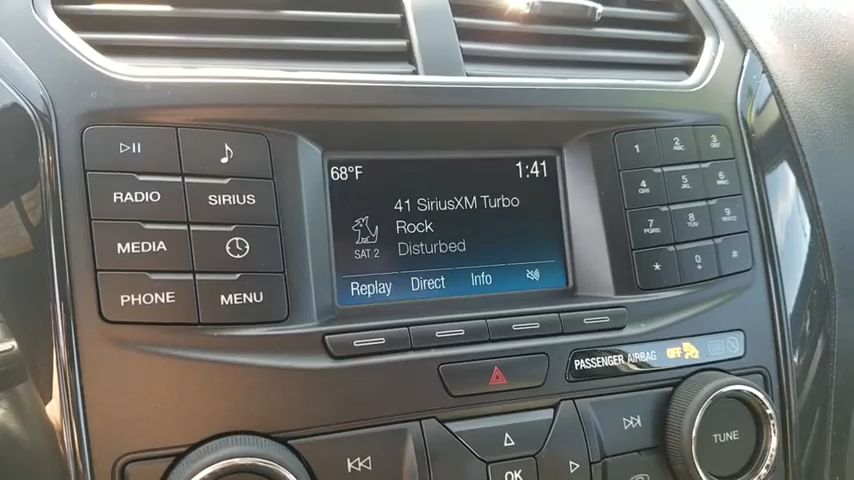 68°F 1:41
41 SiriusXM Turbo
Rock
Disturbed
SAT 2
Replay Direct Info
RADIO SIRIUS
MEDIA
PHONE MENU
1 2 ABC 3 DEF
4 GHI 5 JKL 6 MNO
7 PQRS 8 TUV 9 WXYZ
* 0 + #
PASSENGER AIRBAG OFF ON
TUNE
OK